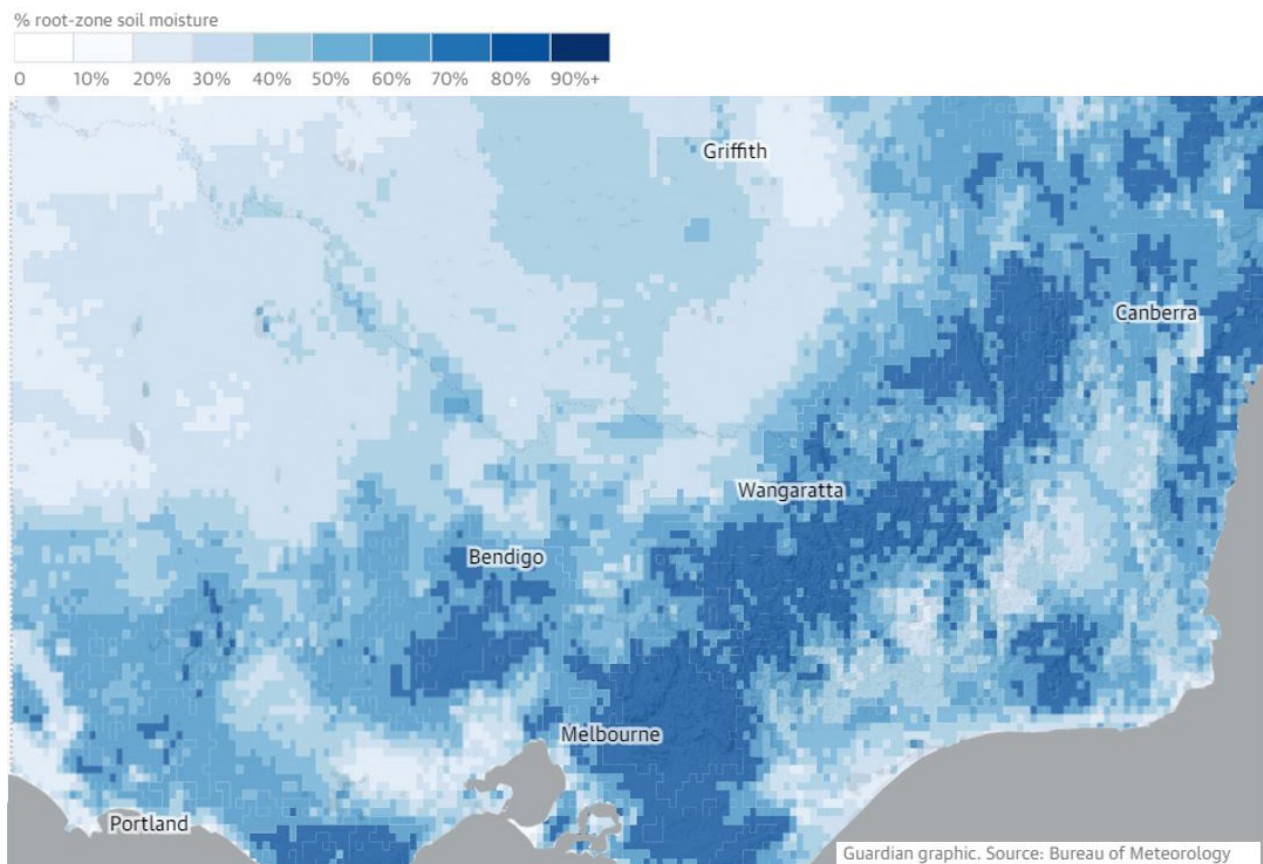 % root-zone soil moisture
0 10% 20% 30% 40% 50% 60% 70% 80% 90%+
Griffith
Canberra
Wangaratta
Bendigo
Melbourne
Portland
Guardian graphic. Source: Bureau of Meteorology